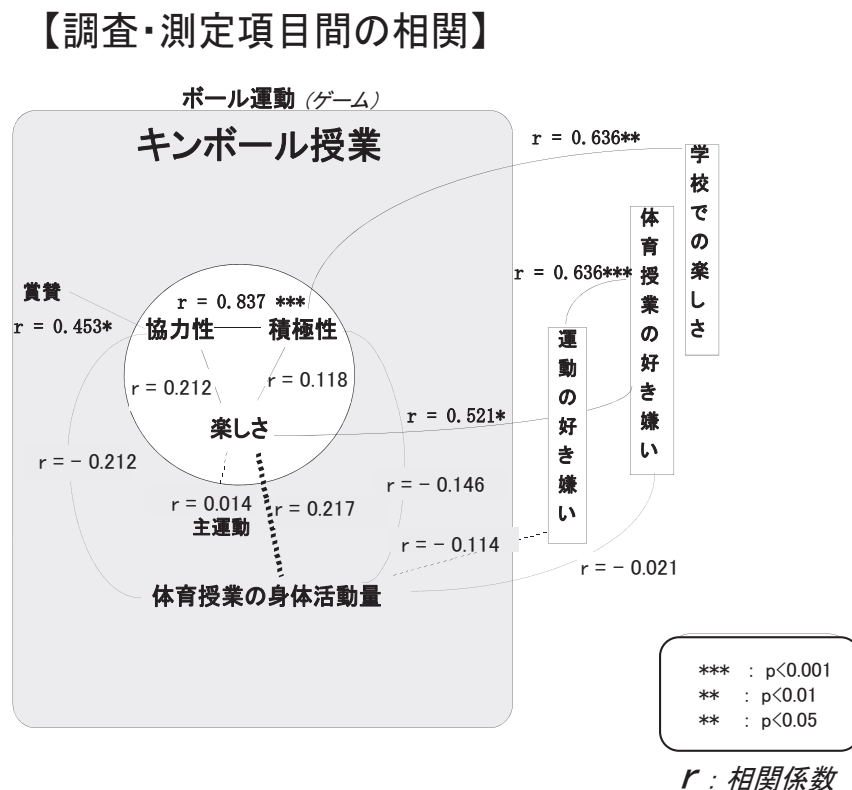 【調査・測定項目間の相関】
ボール運動（ゲーム）
キンボール授業
r = 0.636**
学校での楽しさ
体育授業の好き嫌い
r = 0.636***
賞賛
r = 0.453*
r = 0.837 ***
協力性
積極性
運動の好き嫌い
r = 0.212
r = 0.118
楽しさ
r = 0.521*
r = − 0.212
r = 0.014
主運動
r = 0.217
r = − 0.146
r = − 0.114
r = − 0.021
体育授業の身体活動量
*** : p<0.001
** : p<0.01
** : p<0.05
r：相関係数